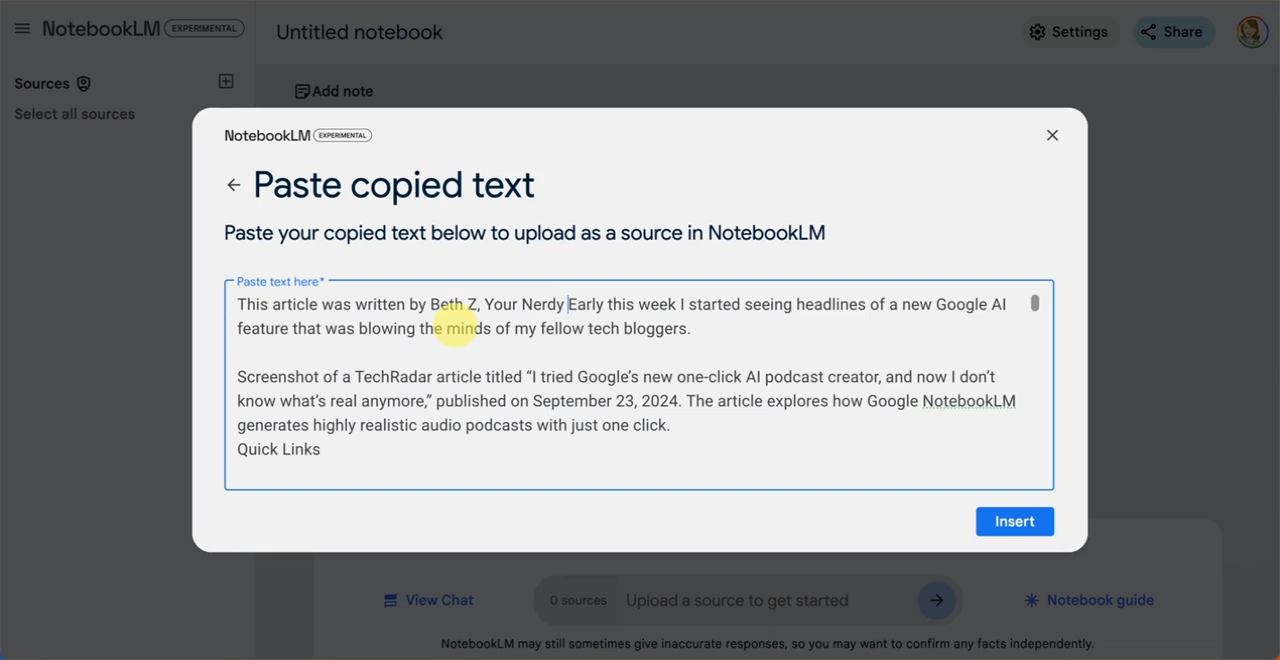 NotebookLM EXPERIMENTAL
Untitled notebook
Settings
Share
Sources
Add note
Select all sources
NotebookLM EXPERIMENTAL
Paste copied text
Paste your copied text below to upload as a source in NotebookLM
Paste text here*
This article was written by Beth Z, Your Nerdy Early this week I started seeing headlines of a new Google AI
feature that was blowing the minds of my fellow tech bloggers.
Screenshot of a TechRadar article titled “I tried Google’s new one-click AI podcast creator, and now I don’t
know what’s real anymore,” published on September 23, 2024. The article explores how Google NotebookLM
generates highly realistic audio podcasts with just one click.
Quick Links
Insert
View Chat
0 sources
Upload a source to get started
Notebook guide
NotebookLM may still sometimes give inaccurate responses, so you may want to confirm any facts independently.